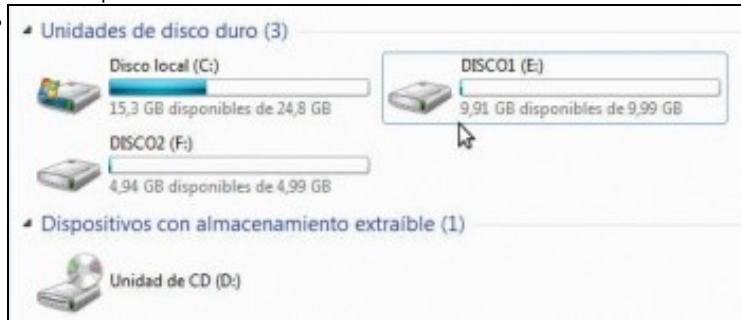 Unidades de disco duro (3)
Disco local (C:)
15,3 GB disponibles de 24,8 GB
DISCO1 (E:)
9,91 GB disponibles de 9,99 GB
DISCO2 (F:)
4,94 GB disponibles de 4,99 GB
Dispositivos con almacenamiento extraíble (1)
Unidad de CD (D:)